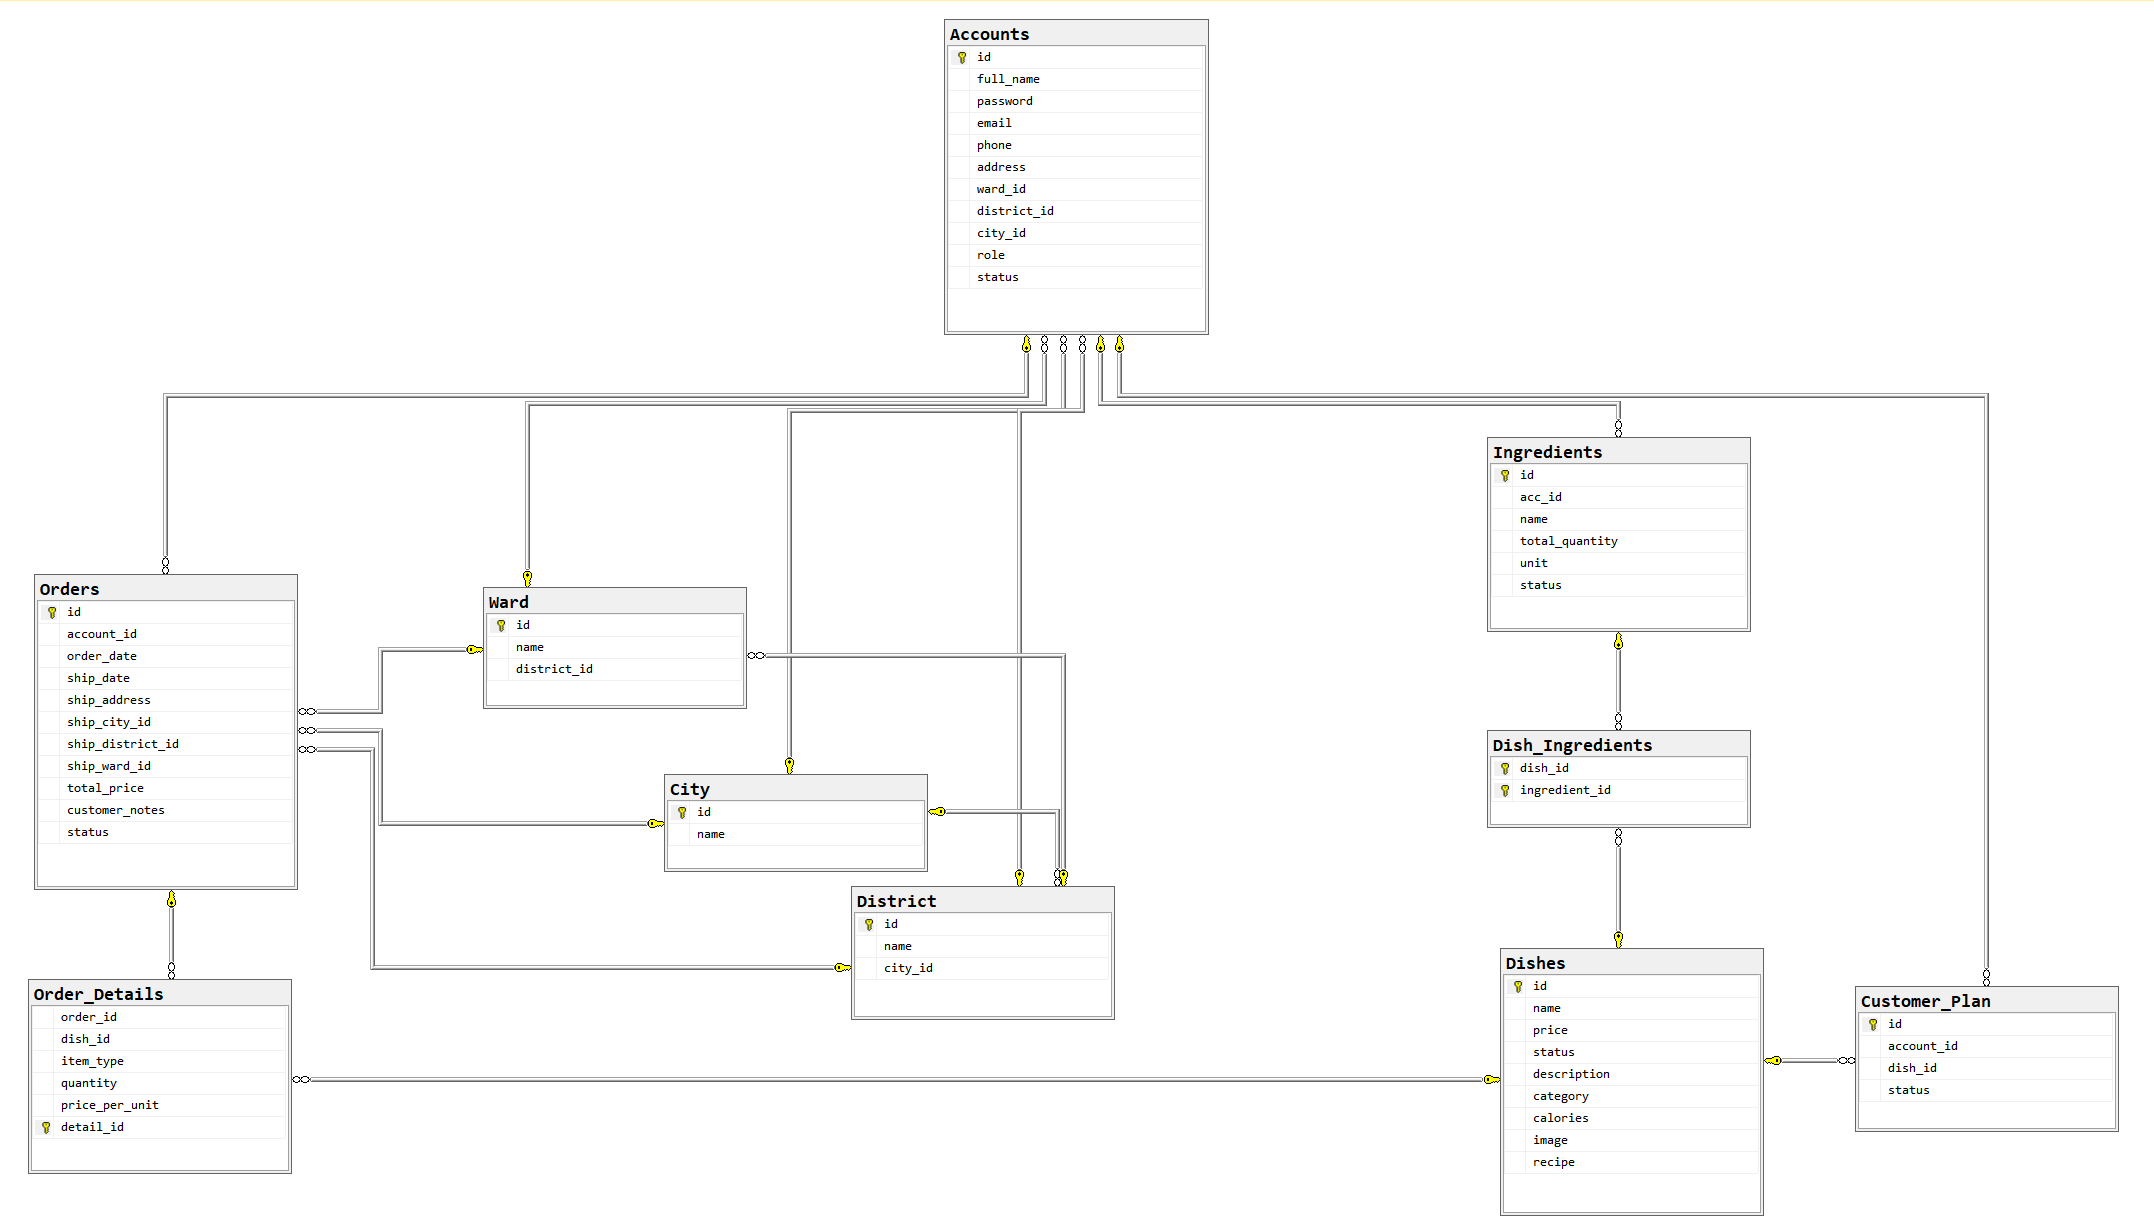 Accounts
id
full_name
password
email
phone
address
ward_id
district_id
city_id
role
status
Ingredients
id
acc_id
name
total_quantity
unit
status
Orders
id
account_id
order_date
ship_date
ship_address
ship_city_id
ship_district_id
ship_ward_id
total_price
customer_notes
status
Ward
id
name
district_id
Dish_Ingredients
dish_id
ingredient_id
City
id
name
District
id
name
city_id
Dishes
id
name
price
status
description
category
calories
image
recipe
Order_Details
order_id
dish_id
item_type
quantity
price_per_unit
detail_id
Customer_Plan
id
account_id
dish_id
status